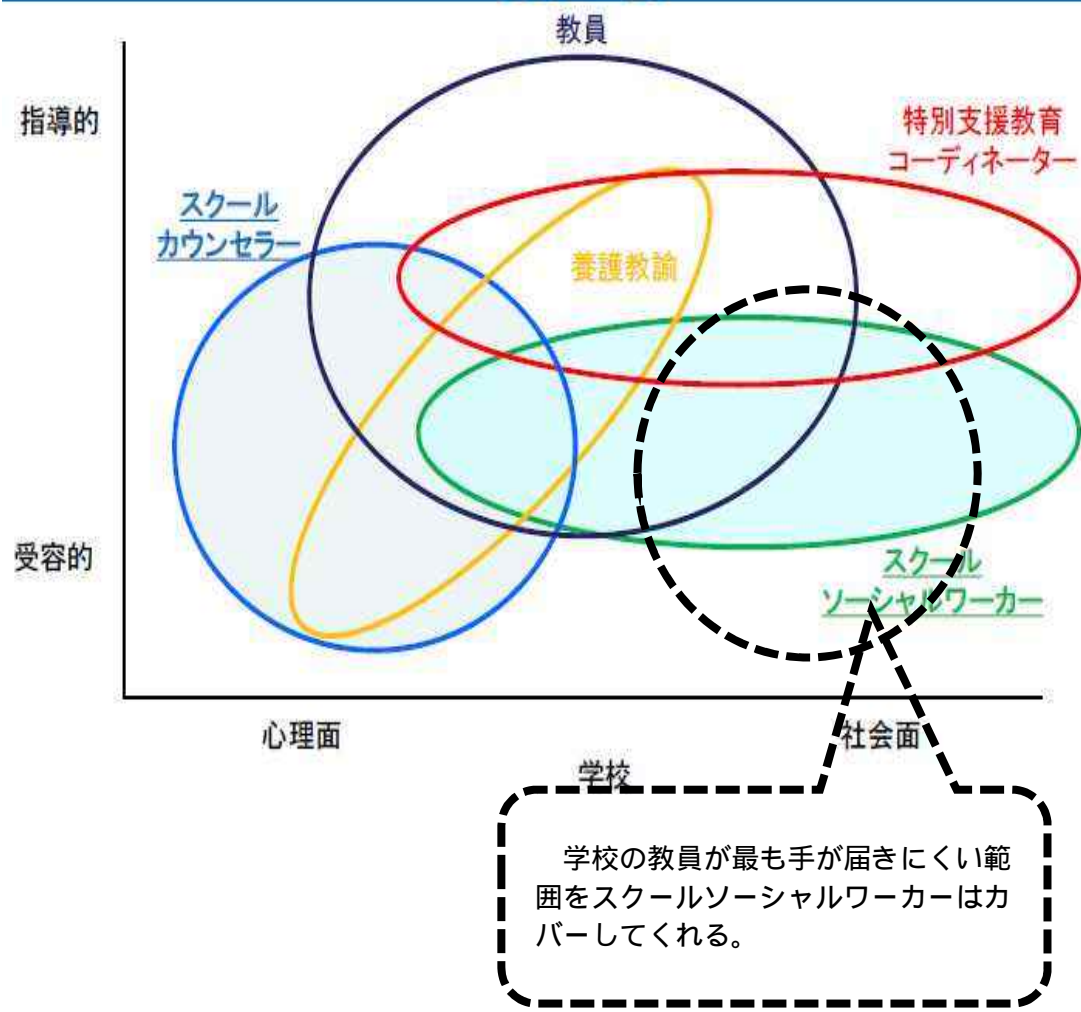 教員
指導的
特別支援教育
コーディネーター
スクール
カウンセラー
養護教諭
受容的
スクール
ソーシャルワーカー
心理面
社会面
学校
学校の教員が最も手が届きにくい範
囲をスクールソーシャルワーカーはカ
バーしてくれる。